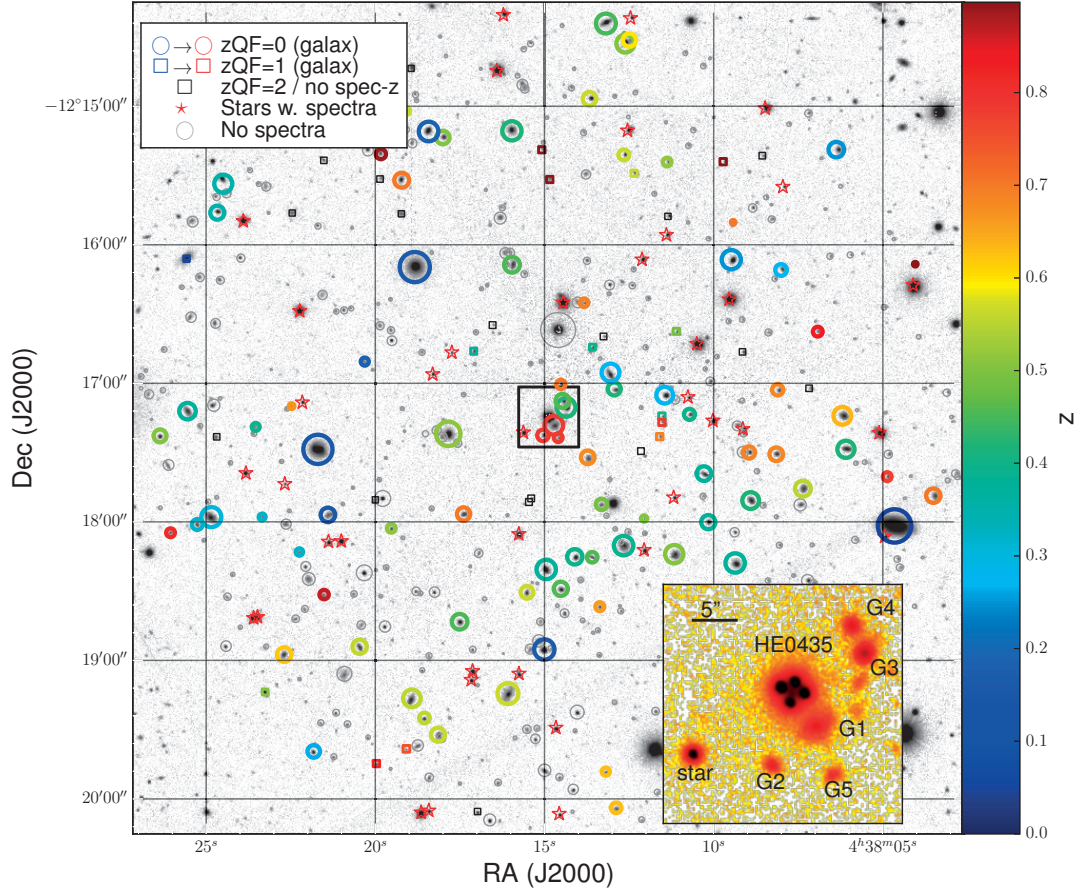 ○→○ zQF=0 (galax)
□→□ zQF=1 (galax)
zQF=2 / no spec-z
Stars w. spectra
No spectra
−12°15′00″
16′00″
17′00″
18′00″
19′00″
20′00″
Dec (J2000)
25ˢ
20ˢ
15ˢ
10ˢ
4ʰ38ᵐ05ˢ
RA (J2000)
5”
HE0435
G4
G3
G1
G2
G5
star
0.8
0.7
0.6
0.5
0.4
0.3
0.2
0.1
0.0
z